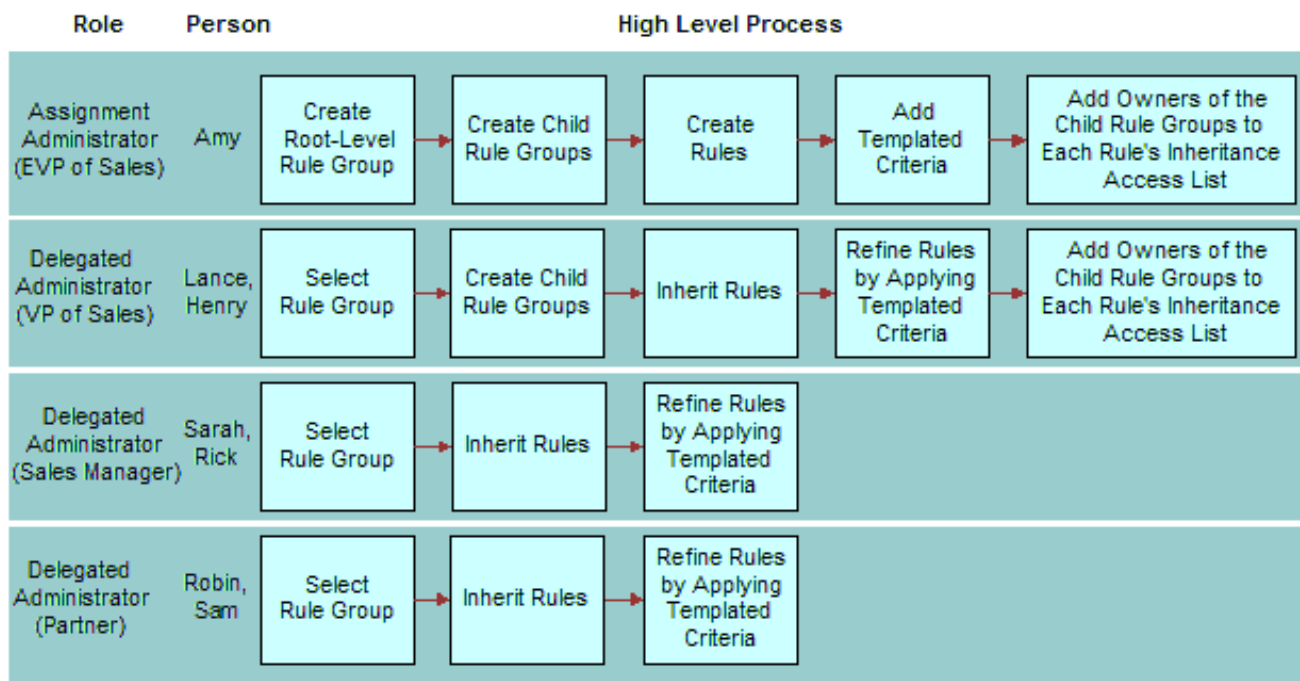 Role Person High Level Process
Assignment
Administrator
(EVP of Sales)
Amy
Create
Root-Level
Rule Group
Create Child
Rule Groups
Create
Rules
Add
Templated
Criteria
Add Owners of the
Child Rule Groups to
Each Rule's Inheritance
Access List
Delegated
Administrator
(VP of Sales)
Lance,
Henry
Select
Rule Group
Create Child
Rule Groups
Inherit Rules
Refine Rules
by Applying
Templated
Criteria
Add Owners of the
Child Rule Groups to
Each Rule's Inheritance
Access List
Delegated
Administrator
(Sales Manager)
Sarah,
Rick
Select
Rule Group
Inherit Rules
Refine Rules
by Applying
Templated
Criteria
Delegated
Administrator
(Partner)
Robin,
Sam
Select
Rule Group
Inherit Rules
Refine Rules
by Applying
Templated
Criteria